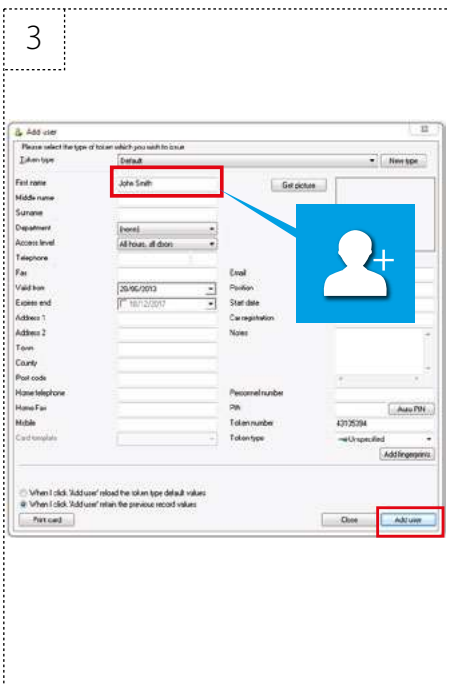 3
Add user
Please select the type of token which you wish to issue
Token type Default New type
First name John Smith Get picture
Middle name
Surname
Department (none)
Access level All hours, all doors
Telephone
Fax Email
Valid from 20/06/2013 Position
Expires end 18/12/2017 Start date
Address 1 Car registration
Address 2 Notes
Town
County
Post code
Home telephone Personnel number
Home Fax PIN Auto PIN
Mobile Token number 43135394
Card template Token type Unspecified
Add fingerprints
When I click 'Add user' reload the token type default values
When I click 'Add user' retain the previous record values
Print card Close Add user